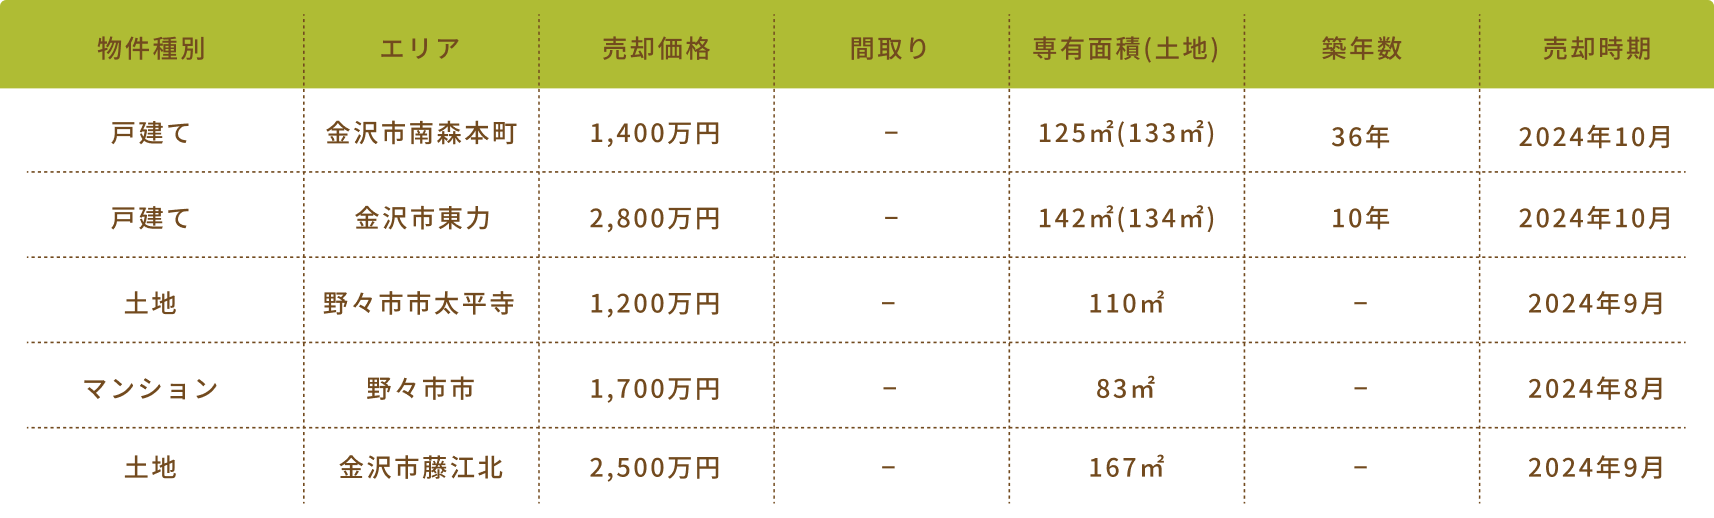 物件種別 エリア 売却価格 間取り 専有面積(土地) 築年数 売却時期
戸建て 金沢市南森本町 1,400万円 − 125㎡(133㎡) 36年 2024年10月
戸建て 金沢市東力 2,800万円 − 142㎡(134㎡) 10年 2024年10月
土地 野々市市太平寺 1,200万円 − 110㎡ − 2024年9月
マンション 野々市市 1,700万円 − 83㎡ − 2024年8月
土地 金沢市藤江北 2,500万円 − 167㎡ − 2024年9月